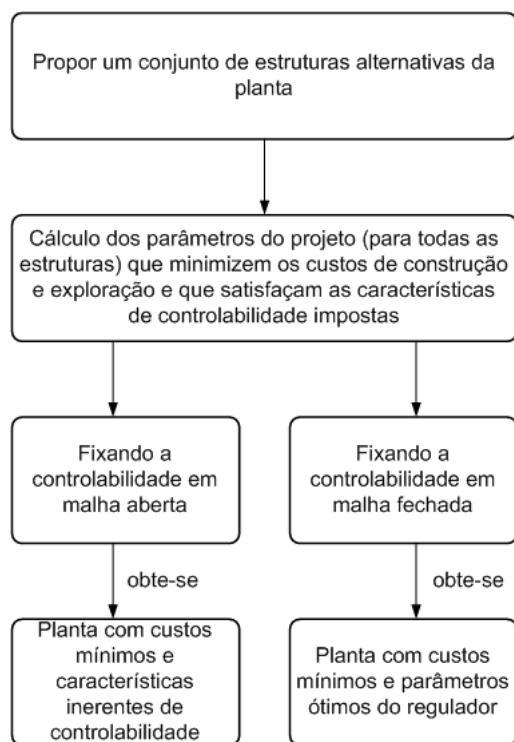 Propor um conjunto de estruturas alternativas da
planta
Cálculo dos parâmetros do projeto (para todas as
estruturas) que minimizem os custos de construção
e exploração e que satisfaçam as características
de controlabilidade impostas
Fixando a
controlabilidade em
malha aberta
Fixando a
controlabilidade em
malha fechada
obte-se
obte-se
Planta com custos
mínimos e
características
inerentes de
controlabilidade
Planta com custos
mínimos e parâmetros
ótimos do regulador